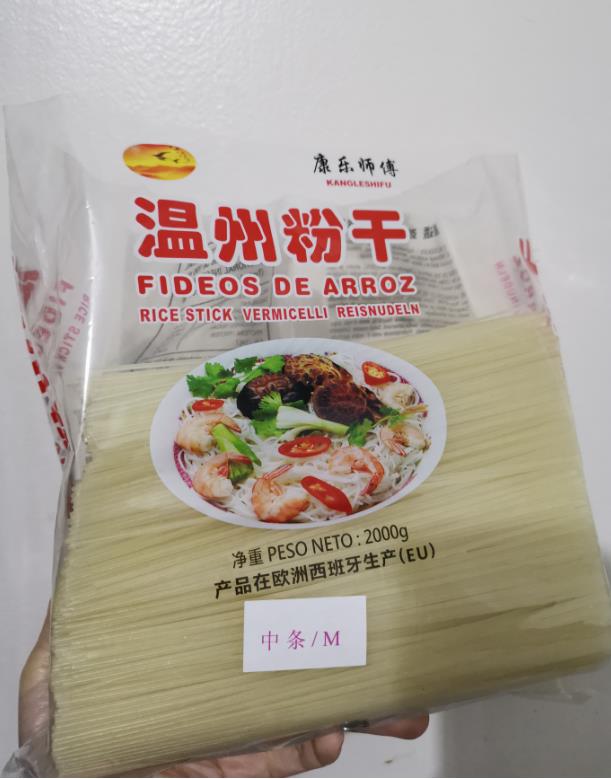 康乐师傅
KANGLESHIFU
温州粉干
FIDEOS DE ARROZ
RICE STICK VERMICELLI REISNUDELN
净重 PESO NETO : 2000g
产品在欧洲西班牙生产(EU)
中条/M